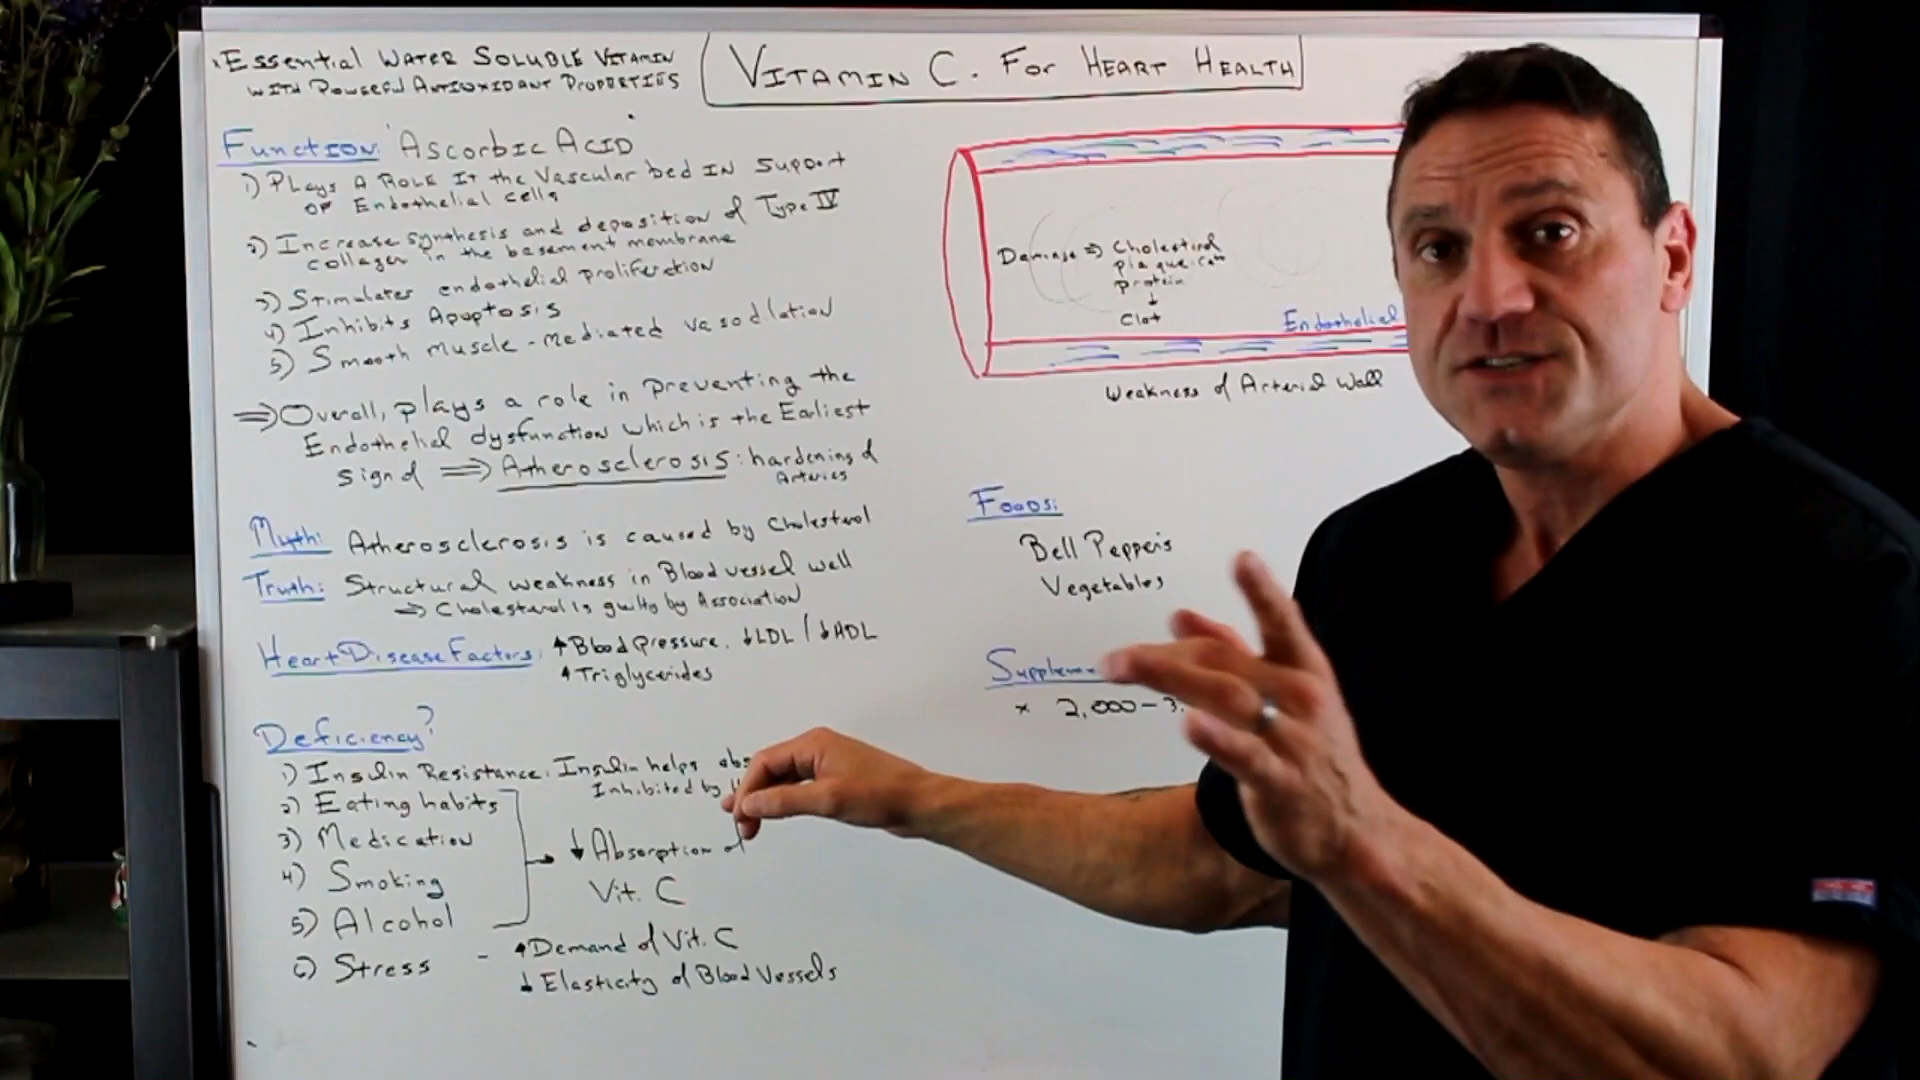 Essential Water Soluble Vitamin
with Powerful Antioxidant Properties
Vitamin C. For Heart Health
Function: "Ascorbic Acid"
1) Plays A Role It the Vascular bed IN Support
of Endothelial cells
2) Increase synthesis and deposition of Type IV
collagen in the basement membrane
3) Stimulates endothelial proliferation
4) Inhibits Apoptosis
5) Smooth muscle-mediated vasodlation
⇒ Overall, plays a role in preventing the
Endothelial dysfunction which is the Earliest
sign of ⇒ Atherosclerosis: hardening of
Arteries
Myth: Atherosclerosis is caused by Cholesterol
Truth: Structural weakness in Blood vessel wall
⇒ Cholesterol is guilty by Association
Heart Disease Factors: ↑ Blood Pressure, ↓LDL / ↓HDL
↑ Triglycerides
Deficiency?
1) Insulin Resistance: Insulin helps abs
Inhibited by
2) Eating habits
3) Medication
4) Smoking
5) Alcohol
↓ Absorption of
Vit. C
6) Stress - ↑ Demand of Vit. C
↓ Elasticity of Blood Vessels
Damage ⇒ Cholesterol
plaque
protein
↓
Clot
Endothelial
Weakness of Arterial Wall
Foods:
Bell Peppers
Vegetables
Supplemen
x 2,000-3,